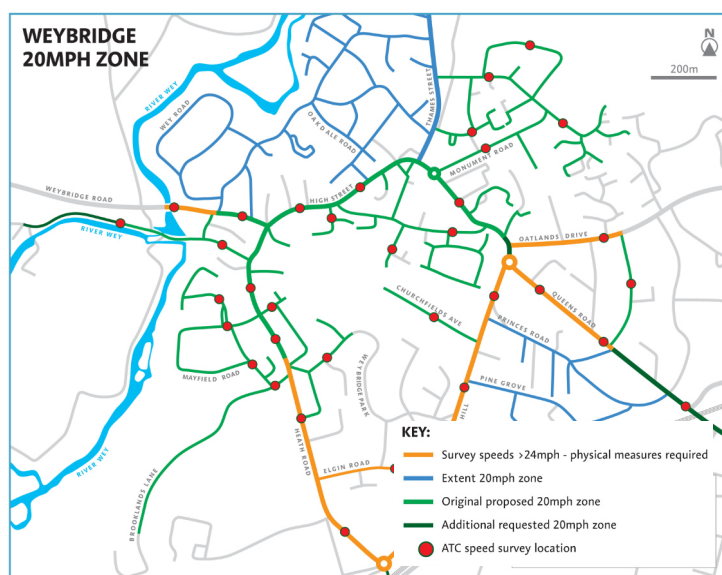 WEYBRIDGE
20MPH ZONE
N
200m
RIVER WEY
WEY ROAD
OAKDALE ROAD
THAMES STREET
MONUMENT ROAD
WEYBRIDGE ROAD
HIGH STREET
RIVER WEY
OATLANDS DRIVE
CHURCHFIELDS AVE
QUEENS ROAD
PRINCES ROAD
MAYFIELD ROAD
WEYBRIDGE PARK
PINE GROVE
HILL
HEATH ROAD
ELGIN ROAD
RIVER WEY
BROOKLANDS LANE
KEY:
Survey speeds >24mph - physical measures required
Extent 20mph zone
Original proposed 20mph zone
Additional requested 20mph zone
ATC speed survey location